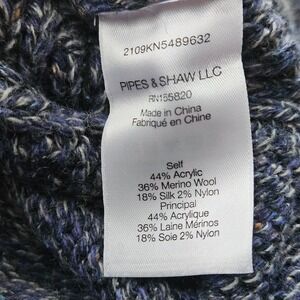 2109KN5489632
PIPES & SHAW LLC
RN155820
Made in China
Fabriqué en Chine
Self
44% Acrylic
36% Merino Wool
18% Silk 2% Nylon
Principal
44% Acrylique
36% Laine Mérinos
18% Soie 2% Nylon